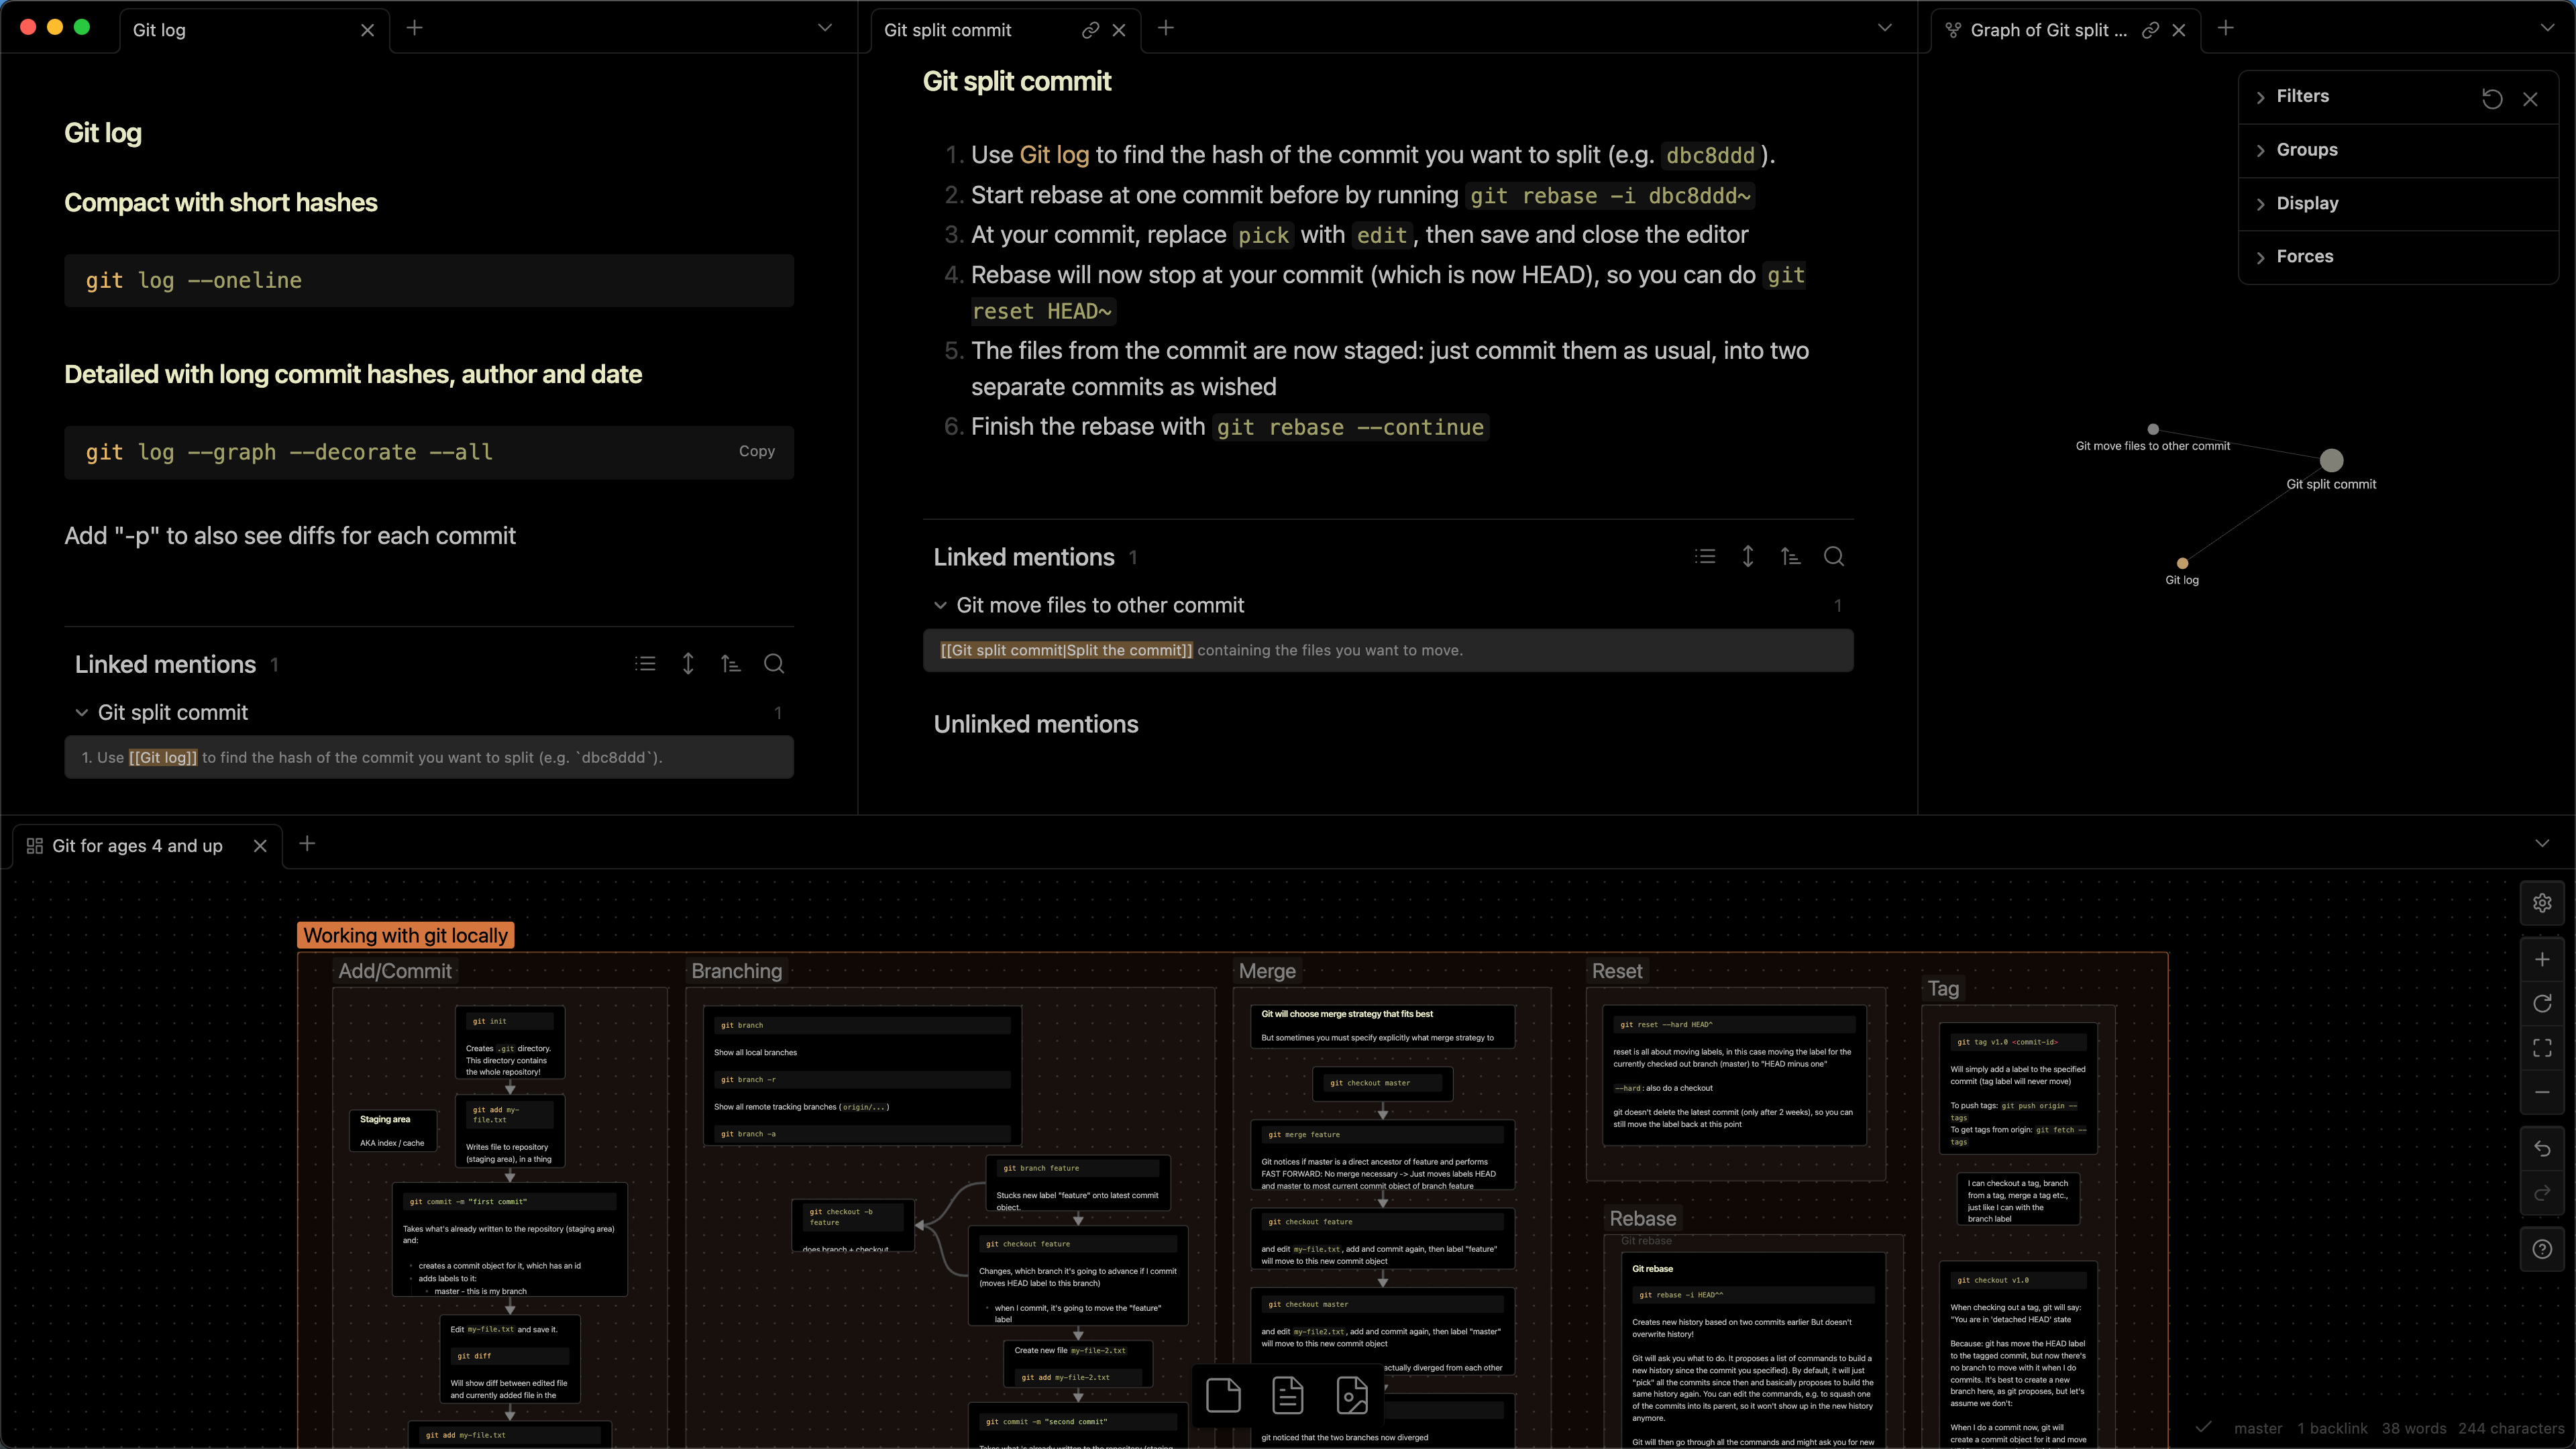 Git log
Git log
Compact with short hashes
git log --oneline
Detailed with long commit hashes, author and date
git log --graph --decorate --all
Copy
Add "-p" to also see diffs for each commit
Linked mentions 1
Git split commit 1
1. Use [[Git log]] to find the hash of the commit you want to split (e.g. `dbc8ddd`).
Git split commit
Git split commit
1. Use Git log to find the hash of the commit you want to split (e.g. dbc8ddd).
2. Start rebase at one commit before by running git rebase -i dbc8ddd~
3. At your commit, replace pick with edit, then save and close the editor
4. Rebase will now stop at your commit (which is now HEAD), so you can do git
reset HEAD~
5. The files from the commit are now staged: just commit them as usual, into two
separate commits as wished
6. Finish the rebase with git rebase --continue
Linked mentions 1
Git move files to other commit 1
[[Git split commit|Split the commit]] containing the files you want to move.
Unlinked mentions
Graph of Git split ...
Filters
Groups
Display
Forces
Git move files to other commit
Git split commit
Git log
Git for ages 4 and up
Working with git locally
Add/Commit
git init
Creates .git directory.
This directory contains
the whole repository!
Staging area
AKA index / cache
git add my-
file.txt
Writes file to repository
(staging area), in a thing
git commit -m "first commit"
Takes what's already written to the repository (staging area)
and:
creates a commit object for it, which has an id
adds labels to it:
master - this is my branch
Edit my-file.txt and save it.
git diff
Will show diff between edited file
and currently added file in the
git add my-file.txt
Branching
git branch
Show all local branches
git branch -r
Show all remote tracking branches (origin/...)
git branch -a
git branch feature
Stucks new label "feature" onto latest commit
object.
git checkout -b
feature
does branch + checkout
git checkout feature
Changes, which branch it's going to advance if I commit
(moves HEAD label to this branch)
when I commit, it's going to move the "feature"
label
Create new file my-file-2.txt
git add my-file-2.txt
git commit -m "second commit"
Takes what 's already written to the repository (staging
Merge
Git will choose merge strategy that fits best
But sometimes you must specify explicitly what merge strategy to
git checkout master
git merge feature
Git notices if master is a direct ancestor of feature and performs
FAST FORWARD: No merge necessary -> Just moves labels HEAD
and master to most current commit object of branch feature
git checkout feature
and edit my-file.txt, add and commit again, then label "feature"
will move to this new commit object
git checkout master
and edit my-file2.txt, add and commit again, then label "master"
will move to this new commit object
actually diverged from each other
git noticed that the two branches now diverged
Reset
git reset --hard HEAD^
reset is all about moving labels, in this case moving the label for the
currently checked out branch (master) to "HEAD minus one"
--hard: also do a checkout
git doesn't delete the latest commit (only after 2 weeks), so you can
still move the label back at this point
Rebase
Git rebase
Git rebase
git rebase -i HEAD^^
Creates new history based on two commits earlier But doesn't
overwrite history!
Git will ask you what to do. It proposes a list of commands to build a
new history since the commit you specified). By default, it will just
"pick" all the commits since then and basically proposes to build the
same history again. You can edit the commands, e.g. to squash one
of the commits into its parent, so it won't show up in the new history
anymore.
Git will then go through all the commands and might ask you for new
Tag
git tag v1.0 <commit-id>
Will simply add a label to the specified
commit (tag label will never move)
To push tags: git push origin --
tags
To get tags from origin: git fetch --
tags
I can checkout a tag, branch
from a tag, merge a tag etc.,
just like I can with the
branch label
git checkout v1.0
When checking out a tag, git will say:
"You are in 'detached HEAD' state
Because: git has move the HEAD label
to the tagged commit, but now there's
no branch to move with it when I do
commits. It's best to create a new
branch here, as git proposes, but let's
assume we don't:
When I do a commit now, git will
create a commit object for it and move
master 1 backlink 38 words 244 characters